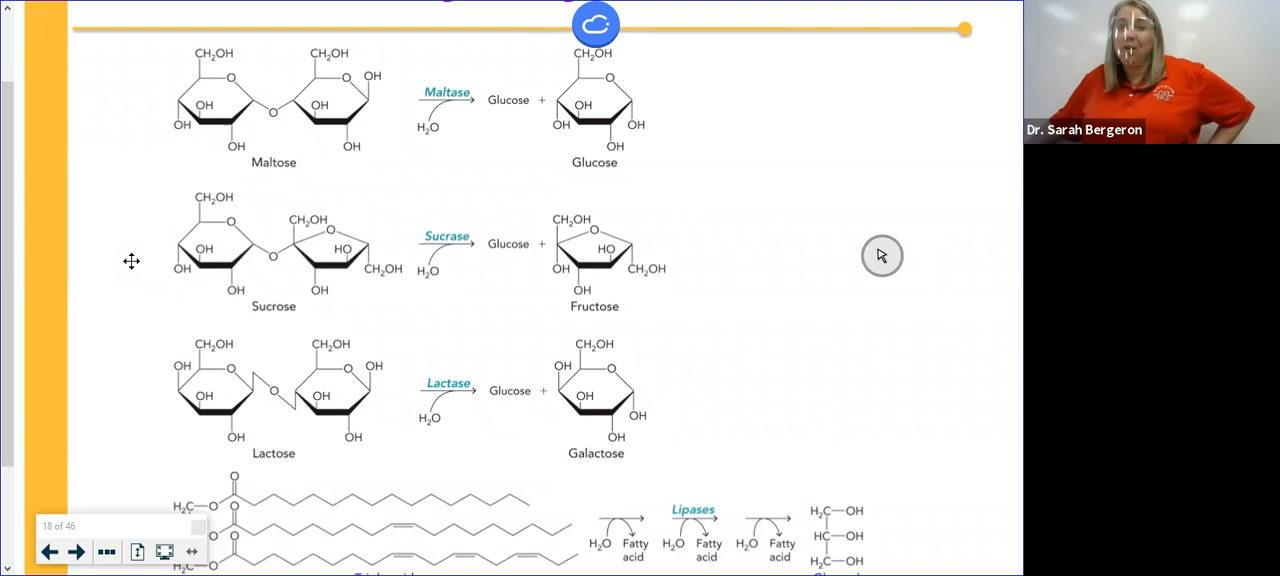 CH₂OH CH₂OH CH₂OH
O O OH O
Maltase
OH OH Glucose + OH
OH O H₂O OH OH
OH OH OH
Maltose Glucose
CH₂OH
O CH₂OH O CH₂OH O
Sucrase
OH HO Glucose + HO
OH O CH₂OH H₂O OH CH₂OH
OH OH OH
Sucrose Fructose
CH₂OH CH₂OH CH₂OH
OH O O OH OH O
Lactase
OH O OH Glucose + OH
H₂O OH
OH OH OH
Lactose Galactose
O
H₂C—O
O
O
O
H₂C—O
Lipases
H₂O Fatty acid H₂O Fatty acid H₂O Fatty acid
H₂C—OH
HC—OH
H₂C—OH
18 of 46
Dr. Sarah Bergeron